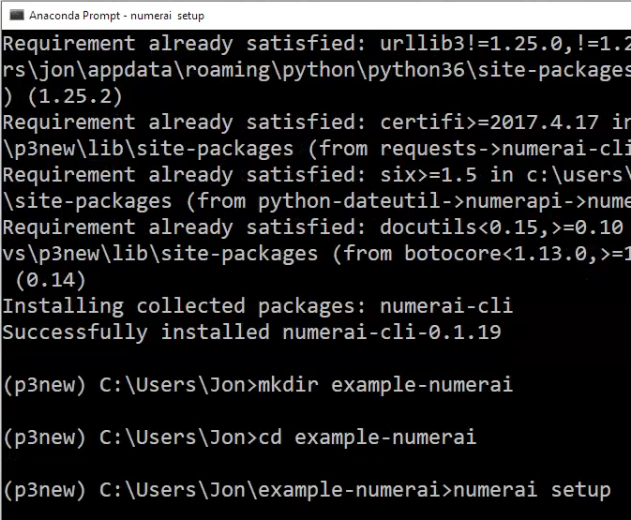 Anaconda Prompt - numerai setup
Requirement already satisfied: urllib3!=1.25.0,!=1.2
rs\jon\appdata\roaming\python\python36\site-packages
) (1.25.2)
Requirement already satisfied: certifi>=2017.4.17 in
\p3new\lib\site-packages (from requests->numerai-cli
Requirement already satisfied: six>=1.5 in c:\users\
\site-packages (from python-dateutil->numerapi->nume
Requirement already satisfied: docutils<0.15,>=0.10
vs\p3new\lib\site-packages (from botocore<1.13.0,>=1
(0.14)
Installing collected packages: numerai-cli
Successfully installed numerai-cli-0.1.19
(p3new) C:\Users\Jon>mkdir example-numerai
(p3new) C:\Users\Jon>cd example-numerai
(p3new) C:\Users\Jon\example-numerai>numerai setup